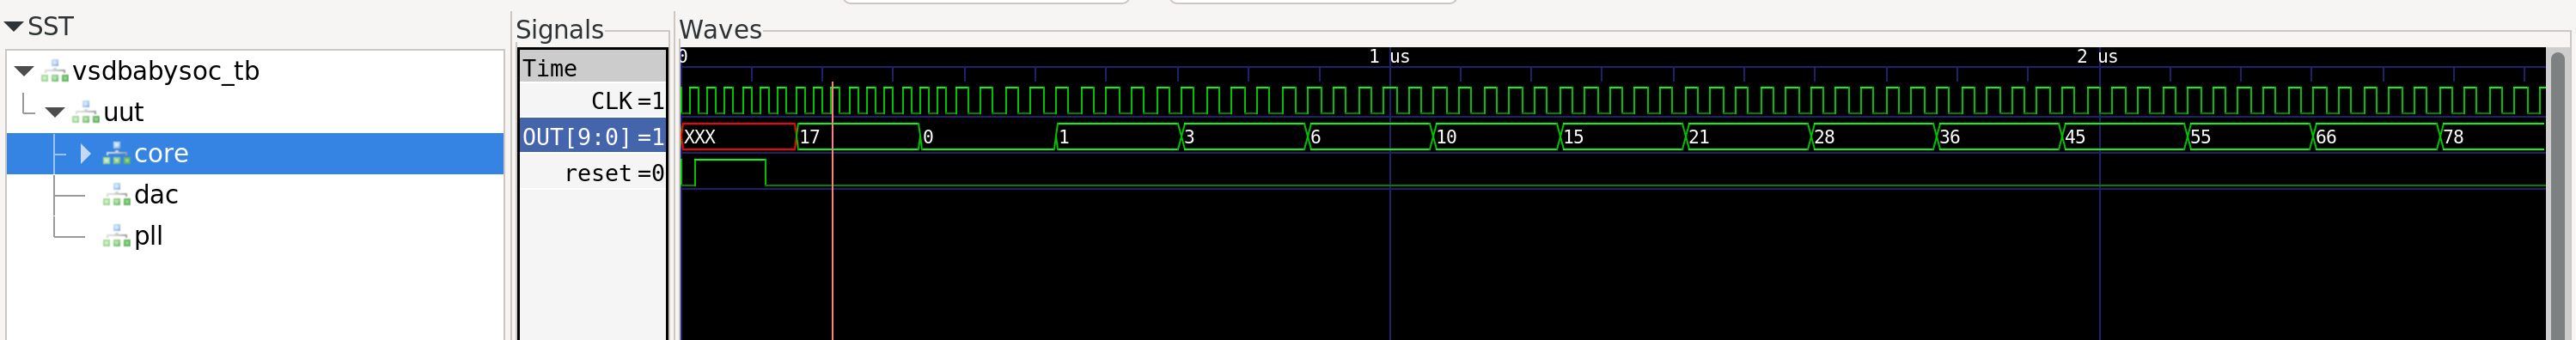 SST
vsdbabysoc_tb
uut
core
dac
pll
Signals
Time
CLK =1
OUT[9:0] =1
reset =0
Waves
0 1 us 2 us
XXX 17 0 1 3 6 10 15 21 28 36 45 55 66 78